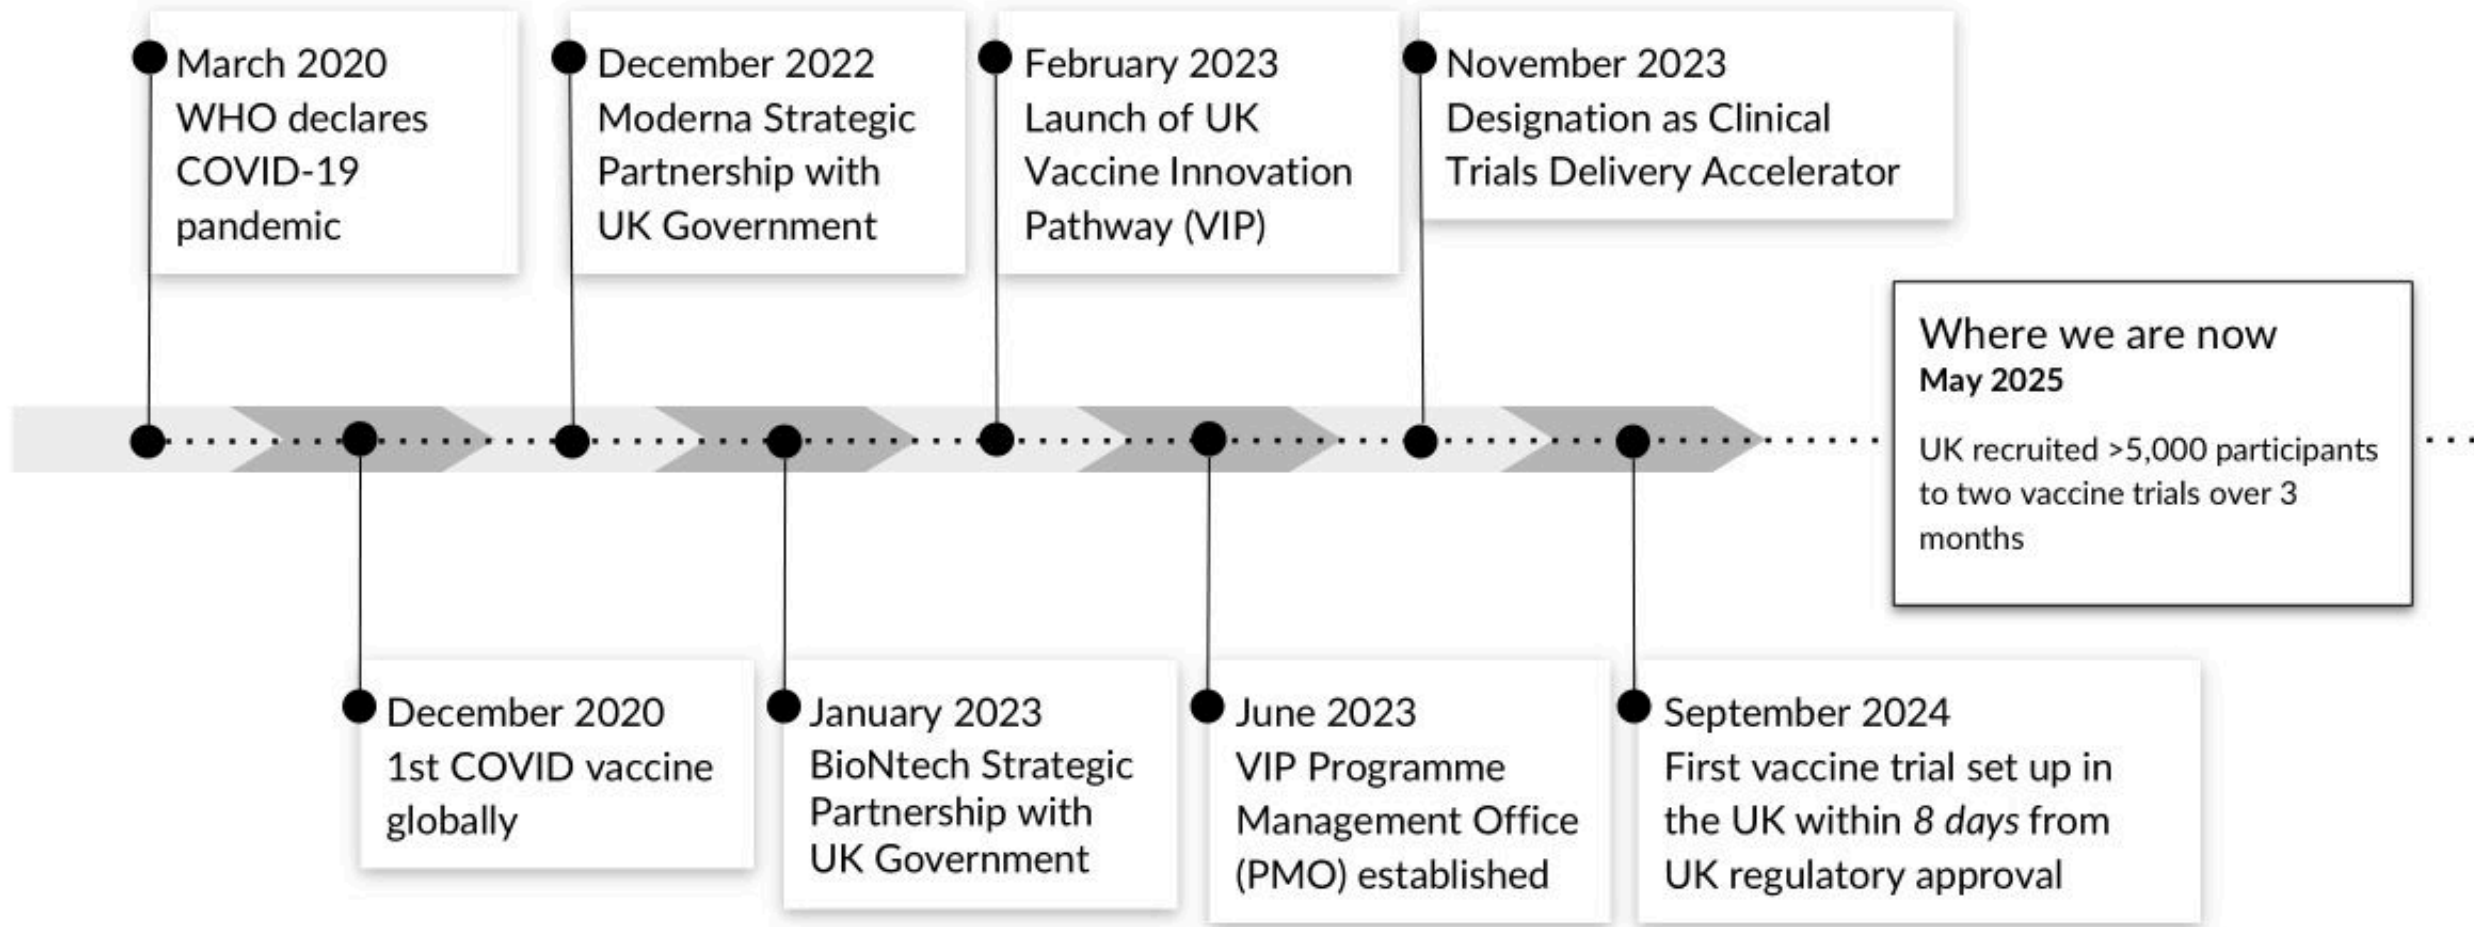 March 2020
WHO declares
COVID-19
pandemic
December 2022
Moderna Strategic
Partnership with
UK Government
February 2023
Launch of UK
Vaccine Innovation
Pathway (VIP)
November 2023
Designation as Clinical
Trials Delivery Accelerator
Where we are now
May 2025
UK recruited >5,000 participants
to two vaccine trials over 3
months
December 2020
1st COVID vaccine
globally
January 2023
BioNtech Strategic
Partnership with
UK Government
June 2023
VIP Programme
Management Office
(PMO) established
September 2024
First vaccine trial set up in
the UK within 8 days from
UK regulatory approval